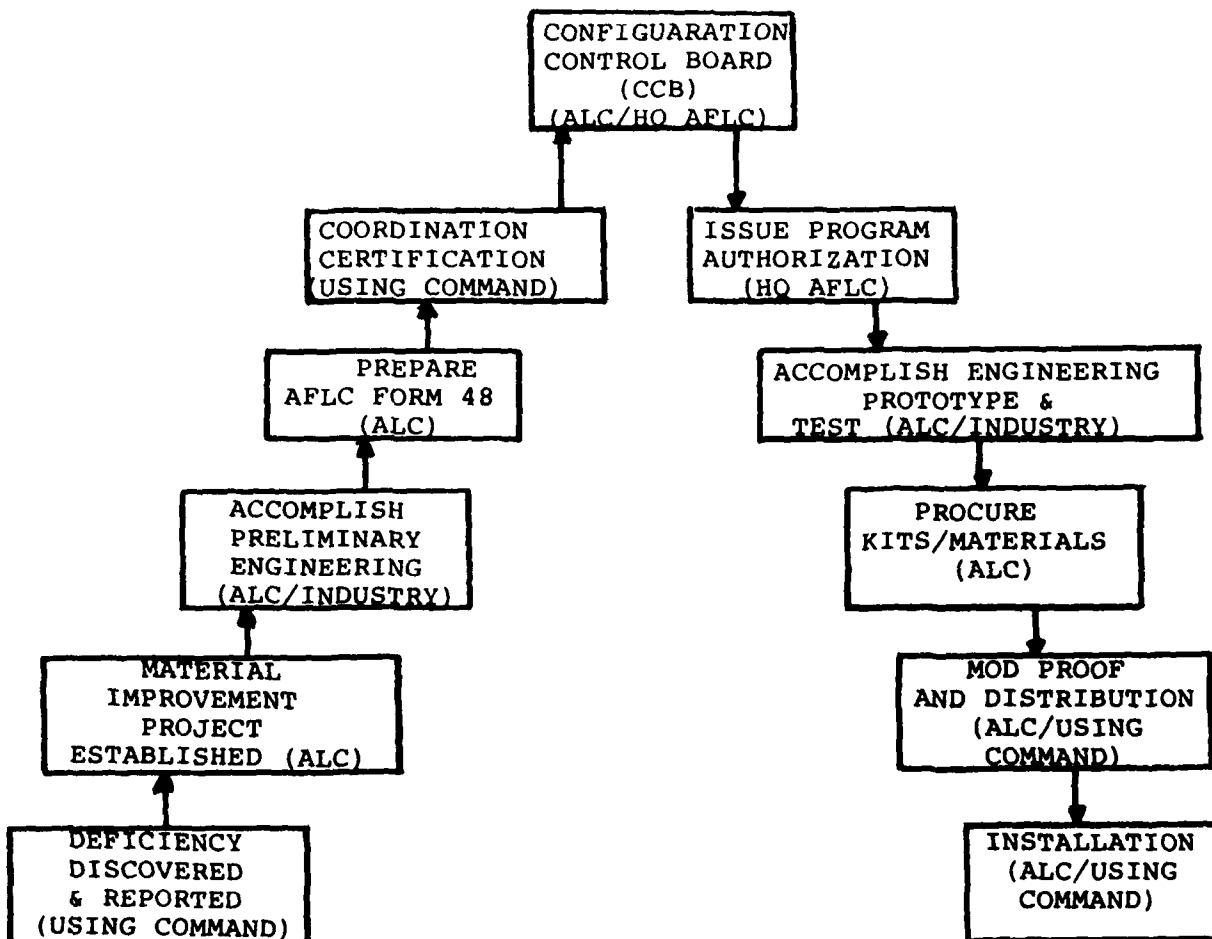 CONFIGUARATION
CONTROL BOARD
(CCB)
(ALC/HQ AFLC)
COORDINATION
CERTIFICATION
(USING COMMAND)
ISSUE PROGRAM
AUTHORIZATION
(HQ AFLC)
PREPARE
AFLC FORM 48
(ALC)
ACCOMPLISH ENGINEERING
PROTOTYPE &
TEST (ALC/INDUSTRY)
ACCOMPLISH
PRELIMINARY
ENGINEERING
(ALC/INDUSTRY)
PROCURE
KITS/MATERIALS
(ALC)
MATERIAL
IMPROVEMENT
PROJECT
ESTABLISHED (ALC)
MOD PROOF
AND DISTRIBUTION
(ALC/USING
COMMAND)
DEFICIENCY
DISCOVERED
& REPORTED
(USING COMMAND)
INSTALLATION
(ALC/USING
COMMAND)